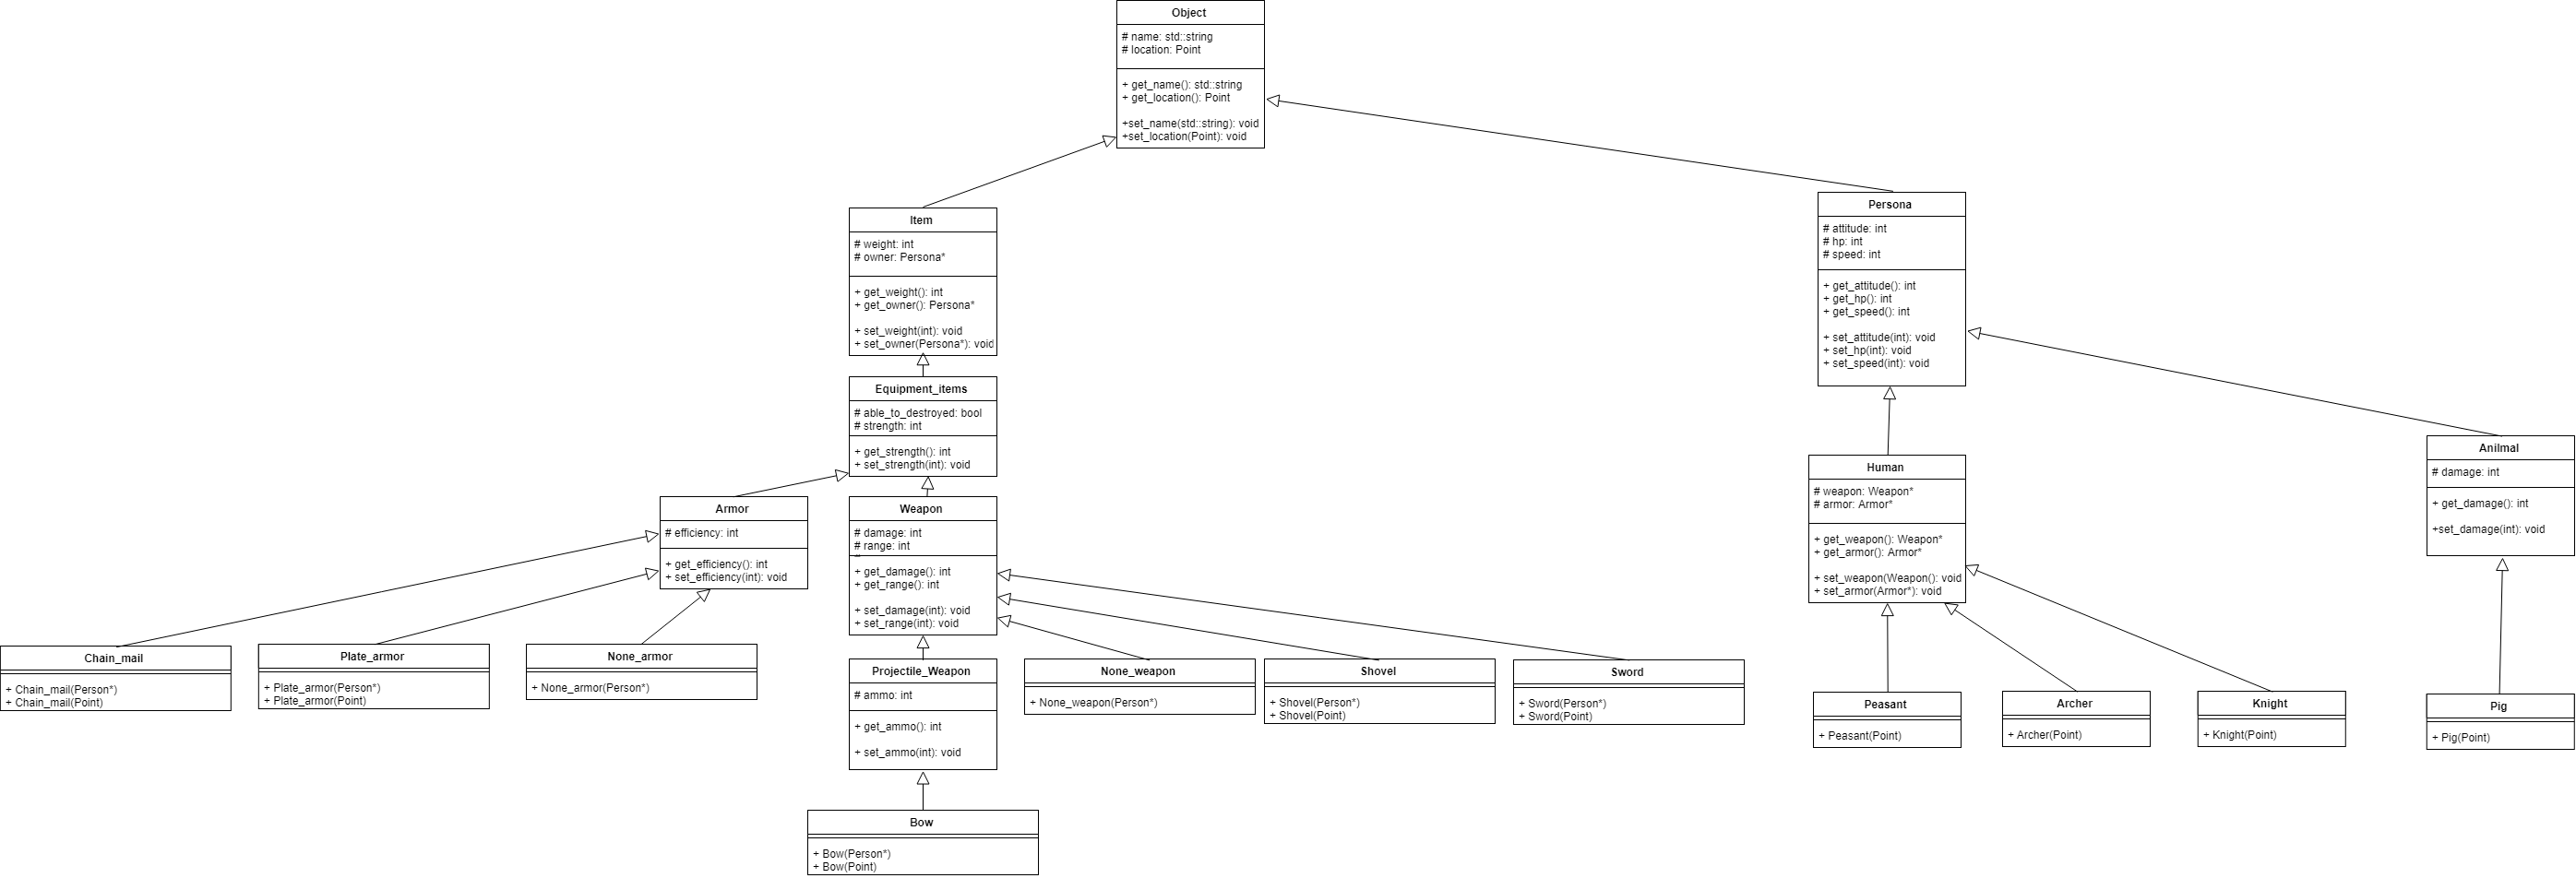 Object
# name: std::string
# location: Point
+ get_name(): std::string
+ get_location(): Point
+set_name(std::string): void
+set_location(Point): void
Item
# weight: int
# owner: Persona*
+ get_weight(): int
+ get_owner(): Persona*
+ set_weight(int): void
+ set_owner(Persona*): void
Persona
# attitude: int
# hp: int
# speed: int
+ get_attitude(): int
+ get_hp(): int
+ get_speed(): int
+ set_attitude(int): void
+ set_hp(int): void
+ set_speed(int): void
Equipment_items
# able_to_destroyed: bool
# strength: int
+ get_strength(): int
+ set_strength(int): void
Human
# weapon: Weapon*
# armor: Armor*
+ get_weapon(): Weapon*
+ get_armor(): Armor*
+ set_weapon(Weapon(): void
+ set_armor(Armor*): void
Anilmal
# damage: int
+ get_damage(): int
+set_damage(int): void
Armor
# efficiency: int
+ get_efficiency(): int
+ set_efficiency(int): void
Weapon
# damage: int
# range: int
+ get_damage(): int
+ get_range(): int
+ set_damage(int): void
+ set_range(int): void
Chain_mail
+ Chain_mail(Person*)
+ Chain_mail(Point)
Plate_armor
+ Plate_armor(Person*)
+ Plate_armor(Point)
None_armor
+ None_armor(Person*)
Projectile_Weapon
# ammo: int
+ get_ammo(): int
+ set_ammo(int): void
None_weapon
+ None_weapon(Person*)
Shovel
+ Shovel(Person*)
+ Shovel(Point)
Sword
+ Sword(Person*)
+ Sword(Point)
Peasant
+ Peasant(Point)
Archer
+ Archer(Point)
Knight
+ Knight(Point)
Pig
+ Pig(Point)
Bow
+ Bow(Person*)
+ Bow(Point)